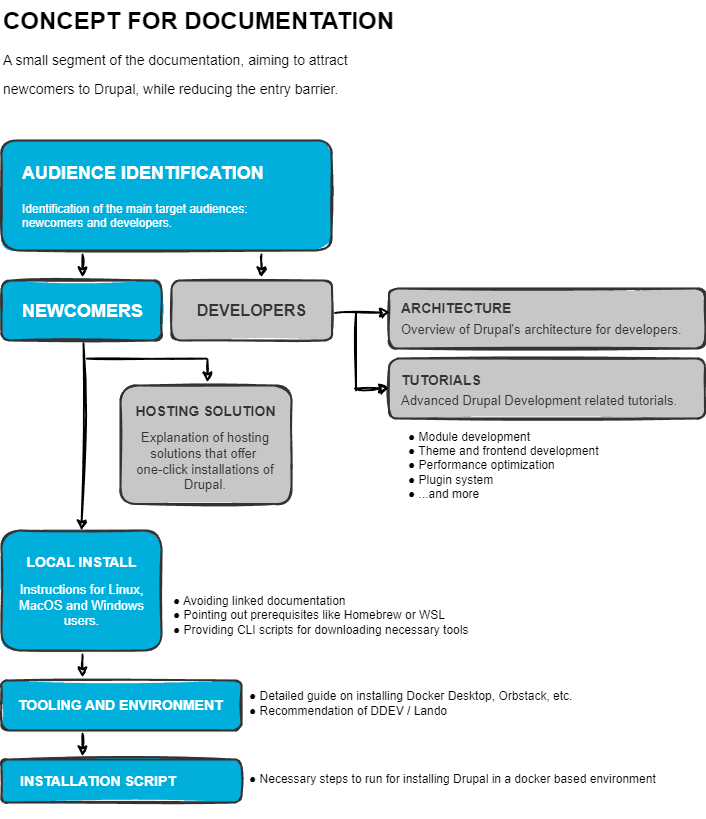 CONCEPT FOR DOCUMENTATION
A small segment of the documentation, aiming to attract
newcomers to Drupal, while reducing the entry barrier.
AUDIENCE IDENTIFICATION
Identification of the main target audiences:
newcomers and developers.
NEWCOMERS
DEVELOPERS
ARCHITECTURE
Overview of Drupal's architecture for developers.
TUTORIALS
Advanced Drupal Development related tutorials.
● Module development
● Theme and frontend development
● Performance optimization
● Plugin system
● ...and more
HOSTING SOLUTION
Explanation of hosting
solutions that offer
one-click installations of
Drupal.
LOCAL INSTALL
Instructions for Linux,
MacOS and Windows
users.
● Avoiding linked documentation
● Pointing out prerequisites like Homebrew or WSL
● Providing CLI scripts for downloading necessary tools
TOOLING AND ENVIRONMENT
● Detailed guide on installing Docker Desktop, Orbstack, etc.
● Recommendation of DDEV / Lando
INSTALLATION SCRIPT
● Necessary steps to run for installing Drupal in a docker based environment